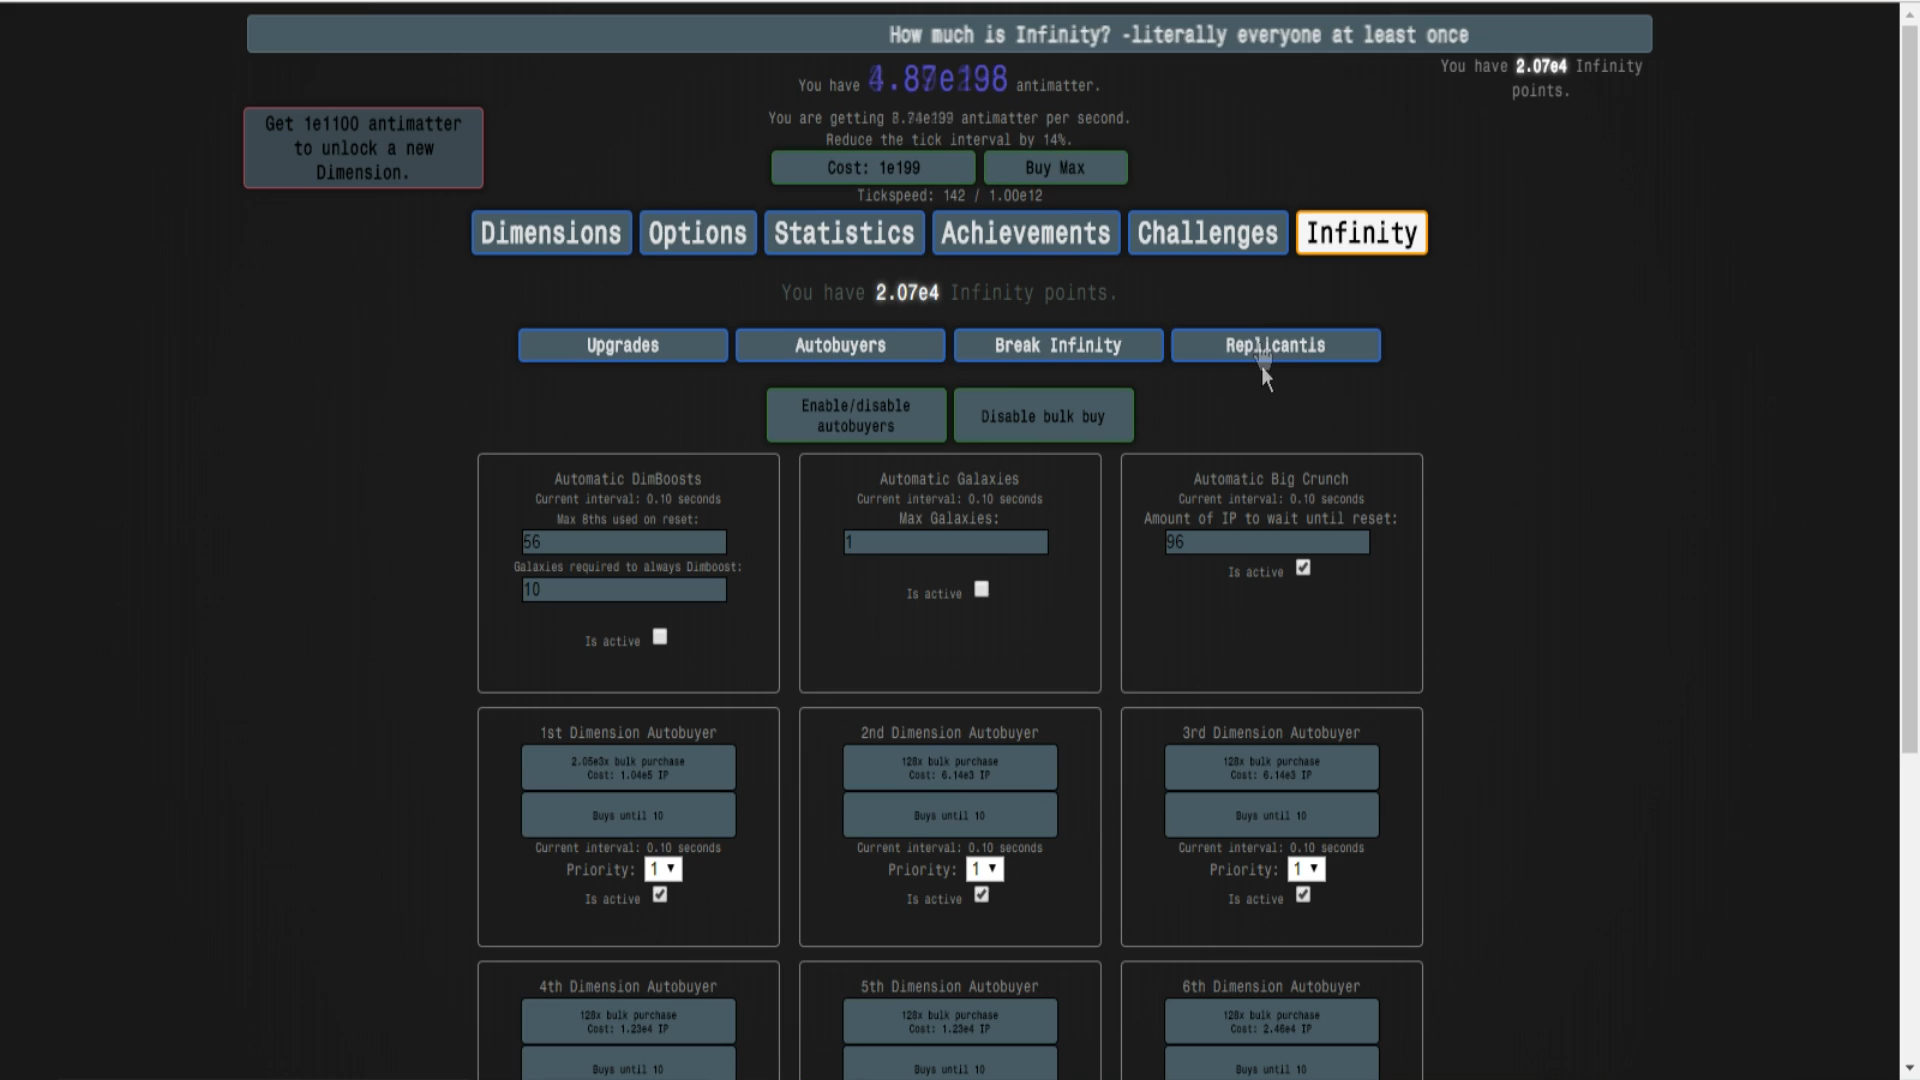 How much is Infinity? -literally everyone at least once
You have 4.87e198 antimatter.
You have 2.07e4 Infinity
points.
Get 1e1100 antimatter
to unlock a new
Dimension.
You are getting 8.74e199 antimatter per second.
Reduce the tick interval by 14%.
Cost: 1e199 Buy Max
Tickspeed: 142 / 1.00e12
Dimensions Options Statistics Achievements Challenges Infinity
You have 2.07e4 Infinity points.
Upgrades Autobuyers Break Infinity Replicantis
Enable/disable
autobuyers
Disable bulk buy
Automatic DimBoosts
Current interval: 0.10 seconds
Max 8ths used on reset:
56
Galaxies required to always Dimboost:
10
Is active
Automatic Galaxies
Current interval: 0.10 seconds
Max Galaxies:
1
Is active
Automatic Big Crunch
Current interval: 0.10 seconds
Amount of IP to wait until reset:
96
Is active
1st Dimension Autobuyer
2.05e3x bulk purchase
Cost: 1.04e5 IP
Buys until 10
Current interval: 0.10 seconds
Priority: 1
Is active
2nd Dimension Autobuyer
128x bulk purchase
Cost: 6.14e3 IP
Buys until 10
Current interval: 0.10 seconds
Priority: 1
Is active
3rd Dimension Autobuyer
128x bulk purchase
Cost: 6.14e3 IP
Buys until 10
Current interval: 0.10 seconds
Priority: 1
Is active
4th Dimension Autobuyer
128x bulk purchase
Cost: 1.23e4 IP
Buys until 10
5th Dimension Autobuyer
128x bulk purchase
Cost: 1.23e4 IP
Buys until 10
6th Dimension Autobuyer
128x bulk purchase
Cost: 2.46e4 IP
Buys until 10